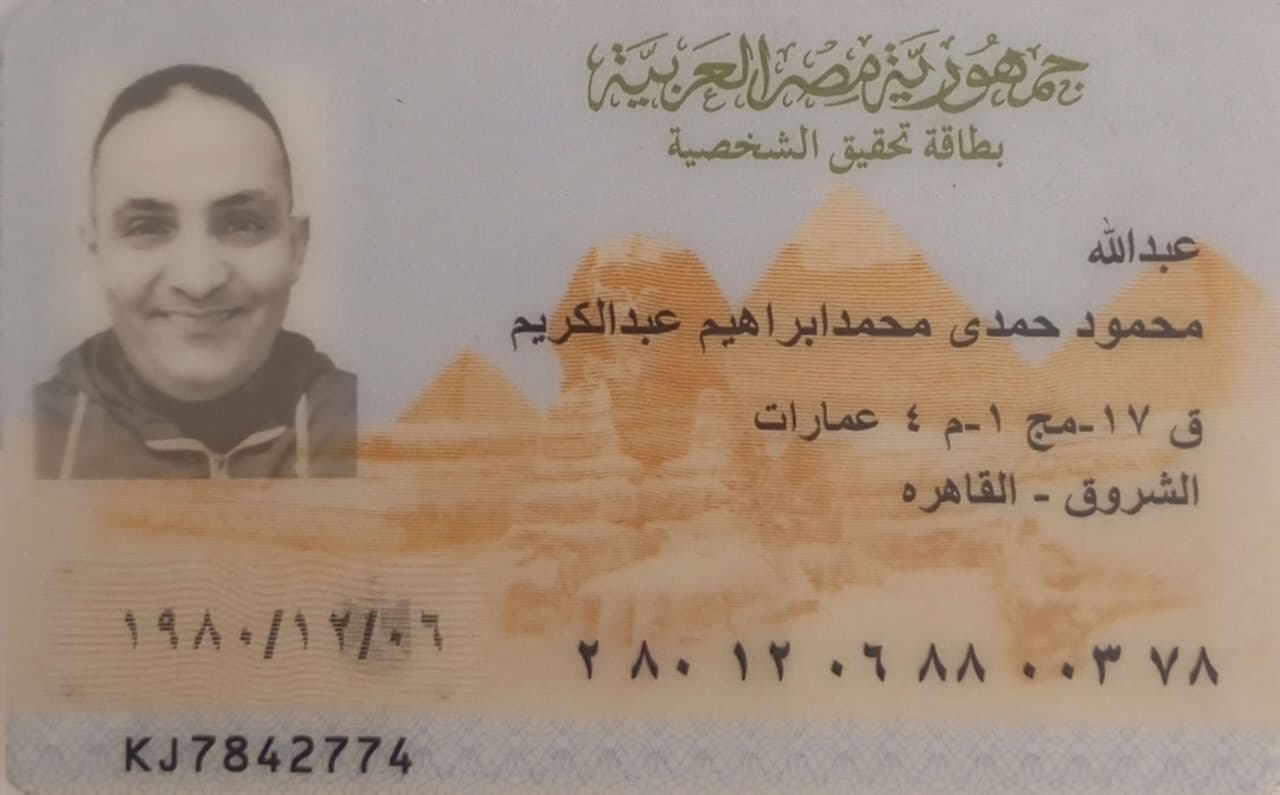 جمهورية مصر العربية
بطاقة تحقيق الشخصية
عبدالله
محمود حمدى محمدابراهيم عبدالكريم
ق ١٧-مج ١-م ٤ عمارات
الشروق - القاهره
١٩٨٠/١٢/٠٦
٢ ٨٠ ١٢ ٠٦ ٨٨ ٠٠٣ ٧٨
KJ7842774